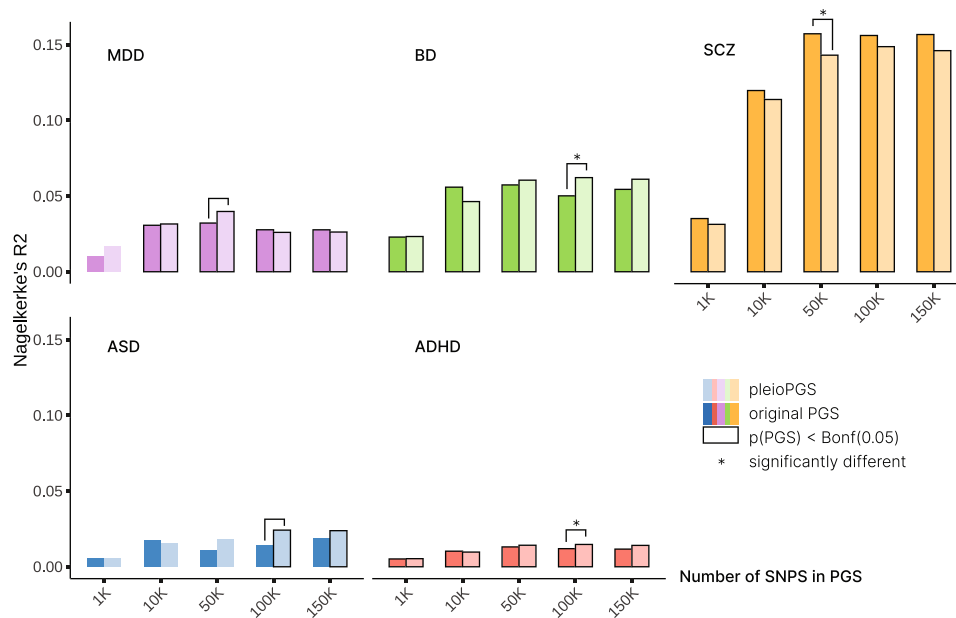 Nagelkerke's R2
0.15
0.10
0.05
0.00
MDD
BD
*
SCZ
*
1K
10K
50K
100K
150K
0.15
0.10
0.05
0.00
ASD
1K
10K
50K
100K
150K
ADHD
*
1K
10K
50K
100K
150K
pleioPGS
original PGS
p(PGS) < Bonf(0.05)
* significantly different
Number of SNPS in PGS